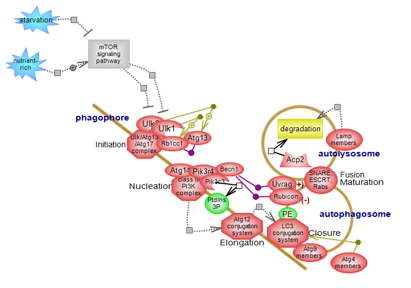 starvation
nutrient-
rich
mTOR
signaling
pathway
phagophore
Ulk1
Atg13
Rb1cc1
Ulk/Atg13
/Atg17
complex
Initiation
Atg14
Pik3r4
Becn1
class III
PI3K
complex
Nucleation
PtdIns
3P
Uvrag
(+)
Rubicon
(-)
Atg12
conjugation
system
Elongation
PE
LC3
conjugation
system
Closure
Atg9
members
Atg4
members
degradation
Lamp
members
Acp2
autolysosome
SNARE,
ESCRT,
Rabs
Fusion
Maturation
autophagosome